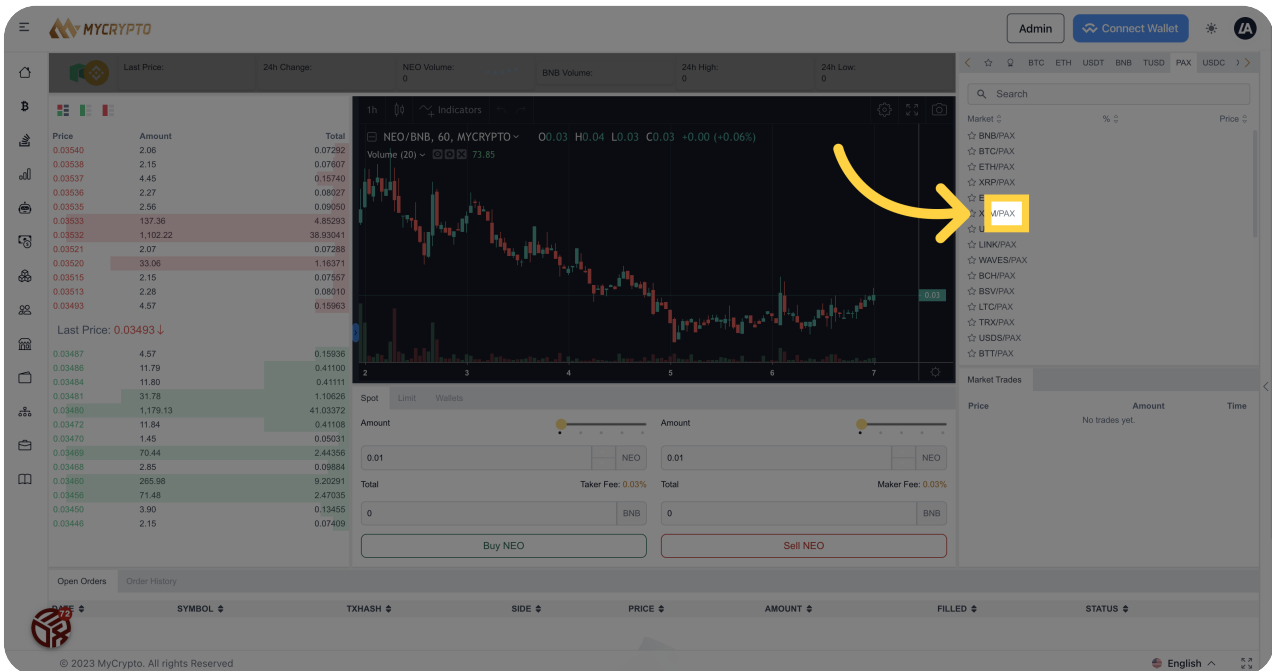 MYCRYPTO
Admin
Connect Wallet
Last Price:
24h Change:
NEO Volume:
0
BNB Volume:
24h High:
0
24h Low:
0
BTC ETH USDT BNB TUSD PAX USDC
Search
Market % Price
BNB/PAX
BTC/PAX
ETH/PAX
XRP/PAX
M/PAX
LINK/PAX
WAVES/PAX
BCH/PAX
BSV/PAX
LTC/PAX
TRX/PAX
USDS/PAX
BTT/PAX
Market Trades
Price Amount Time
No trades yet.
Price Amount Total
0.03540 2.06 0.07292
0.03538 2.15 0.07607
0.03537 4.45 0.15740
0.03536 2.27 0.08027
0.03535 2.56 0.09050
0.03533 137.36 4.85293
0.03532 1,102.22 38.93041
0.03521 2.07 0.07288
0.03520 33.06 1.16371
0.03515 2.15 0.07557
0.03513 2.28 0.08010
0.03493 4.57 0.15963
Last Price: 0.03493↓
0.03487 4.57 0.15936
0.03486 11.79 0.41100
0.03484 11.80 0.41111
0.03481 31.78 1.10626
0.03480 1,179.13 41.03372
0.03472 11.84 0.41108
0.03470 1.45 0.05031
0.03469 70.44 2.44356
0.03468 2.85 0.09884
0.03460 265.98 9.20291
0.03456 71.48 2.47035
0.03450 3.90 0.13455
0.03446 2.15 0.07409
1h Indicators
NEO/BNB, 60, MYCRYPTO O0.03 H0.04 L0.03 C0.03 +0.00 (+0.06%)
Volume (20) 73.85
0.03
2 3 4 5 6 7
Spot Limit Wallets
Amount
0.01 NEO
Total Taker Fee: 0.03%
0 BNB
Buy NEO
Amount
0.01 NEO
Total Maker Fee: 0.03%
0 BNB
Sell NEO
Open Orders Order History
DATE SYMBOL TXHASH SIDE PRICE AMOUNT FILLED STATUS
72
© 2023 MyCrypto. All rights Reserved
English